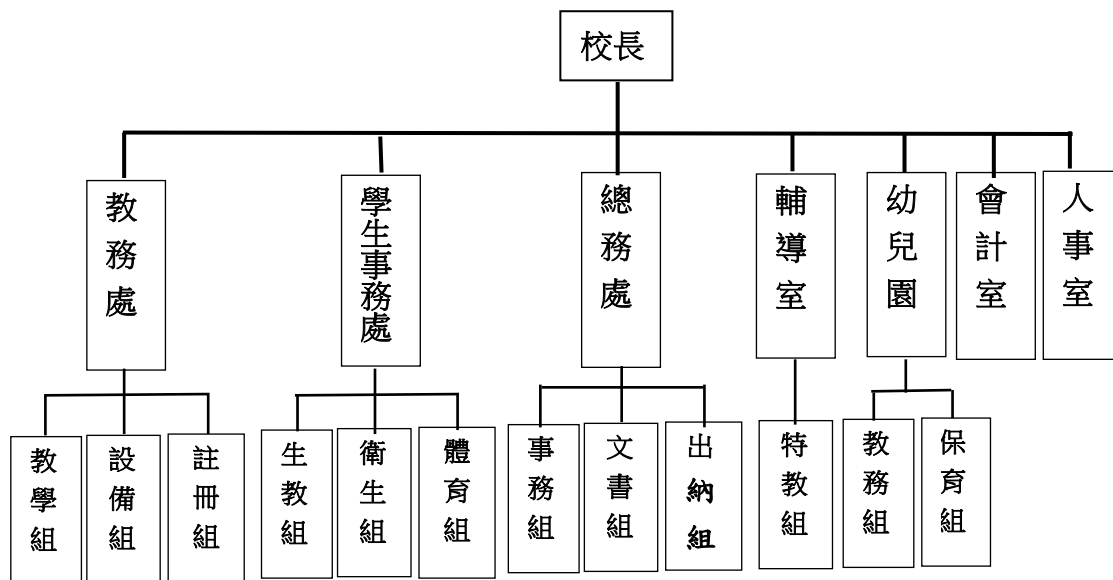 校長
教務處
學生事務處
總務處
輔導室
幼兒園
會計室
人事室
教學組
設備組
註冊組
生教組
衛生組
體育組
事務組
文書組
出納組
特教組
教務組
保育組